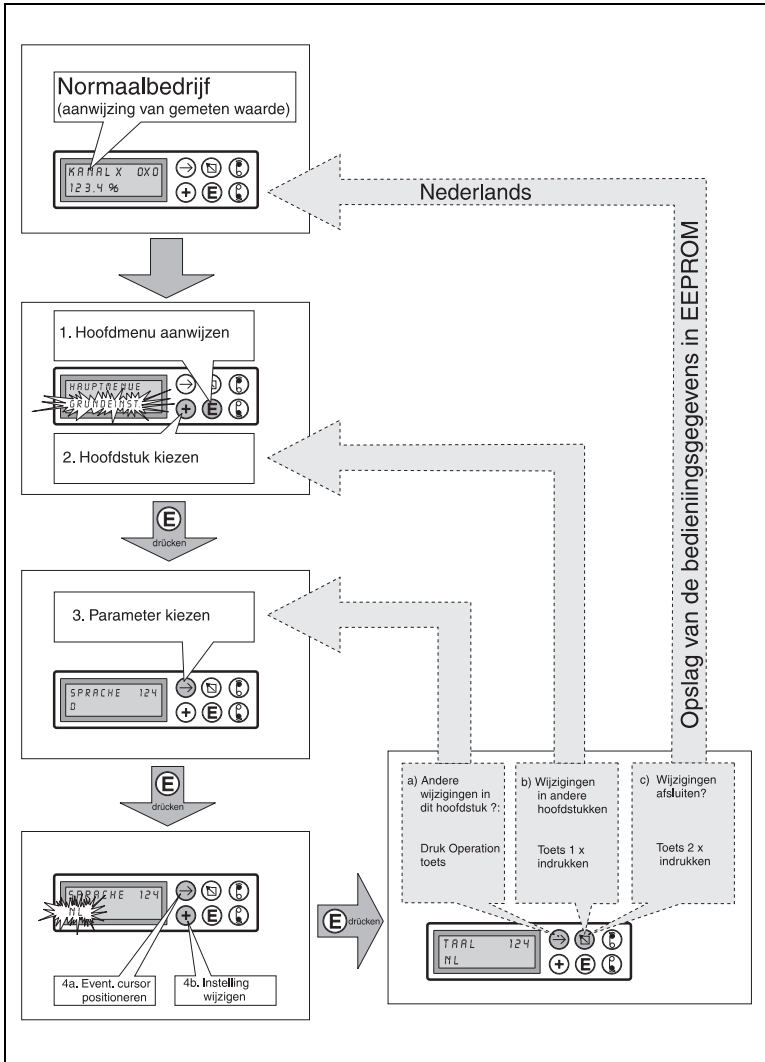 Normaalbedrijf
(aanwijzing van gemeten waarde)
KANAL X 0X0
123.4 %
E
Nederlands
Opslag van de bedieniingsgegevens in EEPROM
1. Hoofdmenu aanwijzen
HAUPTMENUE
GRUNDEINST.
+ E
2. Hoofdstuk kiezen
E
drücken
3. Parameter kiezen
SPRACHE 124
D
+ E
E
drücken
SPRACHE 124
NL
+ E
4a. Event. cursor
positioneren
4b. Instelling
wijzigen
E drücken
a) Andere
wijzigingen in
dit hoofdstuk ?:
Druk Operation
toets
b) Wijzigingen
in andere
hoofdstukken
Toets 1 x
indrukken
c) Wijzigingen
afsluiten?
Toets 2 x
indrukken
TAAL 124
NL
+ E